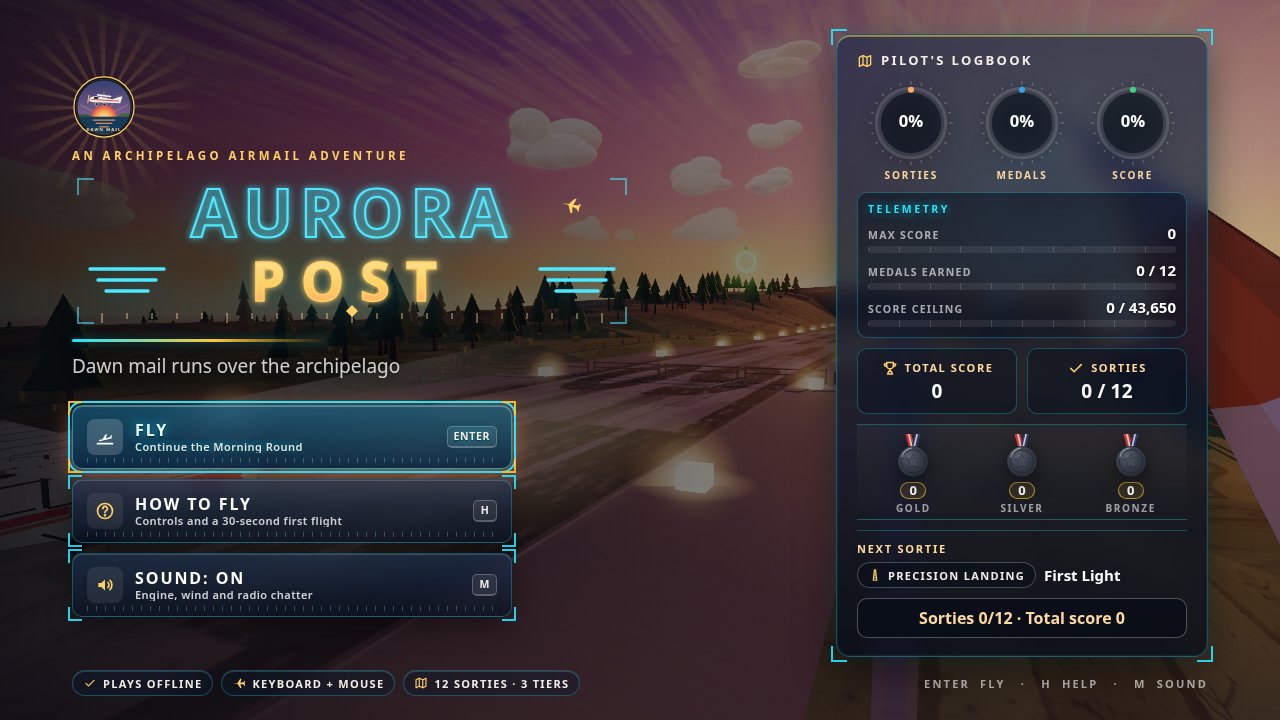 DAWN MAIL
AN ARCHIPELAGO AIRMAIL ADVENTURE
AURORA
POST
Dawn mail runs over the archipelago
FLY
Continue the Morning Round
ENTER
HOW TO FLY
Controls and a 30-second first flight
H
SOUND: ON
Engine, wind and radio chatter
M
PLAYS OFFLINE
KEYBOARD + MOUSE
12 SORTIES · 3 TIERS
PILOT'S LOGBOOK
0% 0% 0%
SORTIES MEDALS SCORE
TELEMETRY
MAX SCORE 0
MEDALS EARNED 0 / 12
SCORE CEILING 0 / 43,650
TOTAL SCORE
0
SORTIES
0 / 12
0 0 0
GOLD SILVER BRONZE
NEXT SORTIE
PRECISION LANDING First Light
Sorties 0/12 · Total score 0
ENTER FLY · H HELP · M SOUND